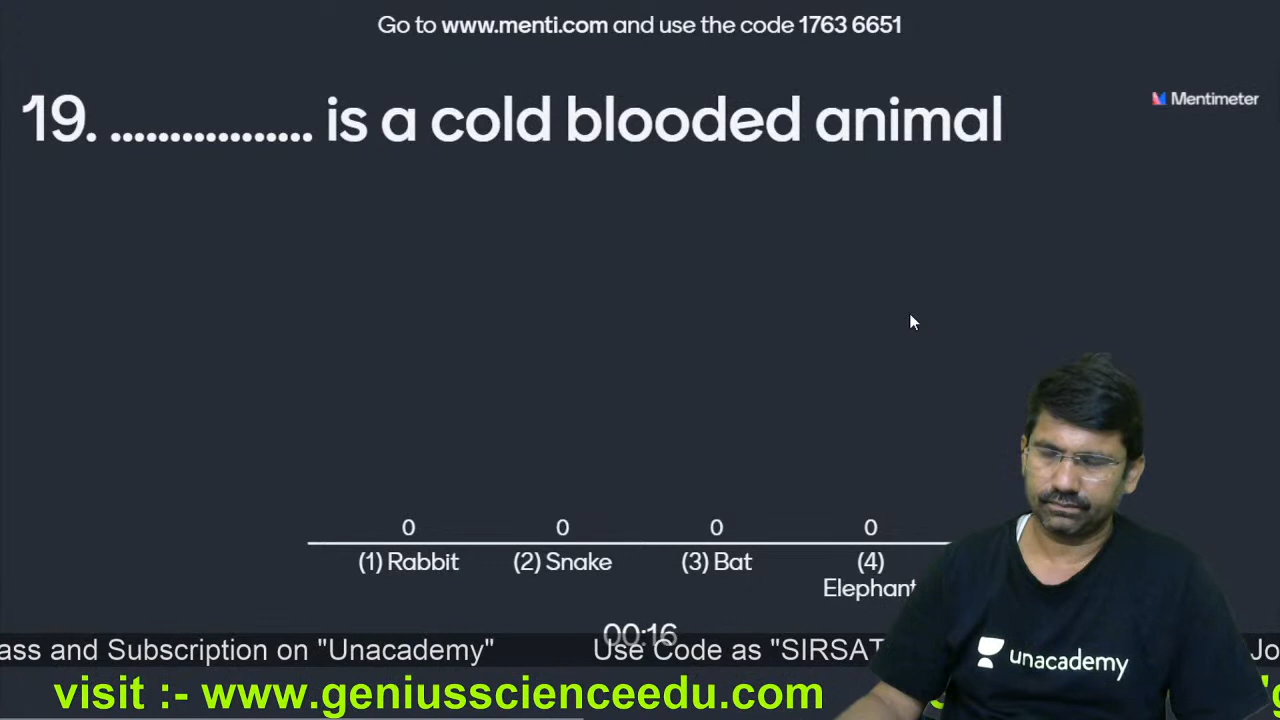 Go to www.menti.com and use the code 1763 6651
19. ................. is a cold blooded animal
Mentimeter
0 0 0 0
(1) Rabbit (2) Snake (3) Bat (4) Elephant
00:16
ass and Subscription on "Unacademy" Use Code as "SIRSAT Jo
visit :- www.geniusscienceedu.com
unacademy